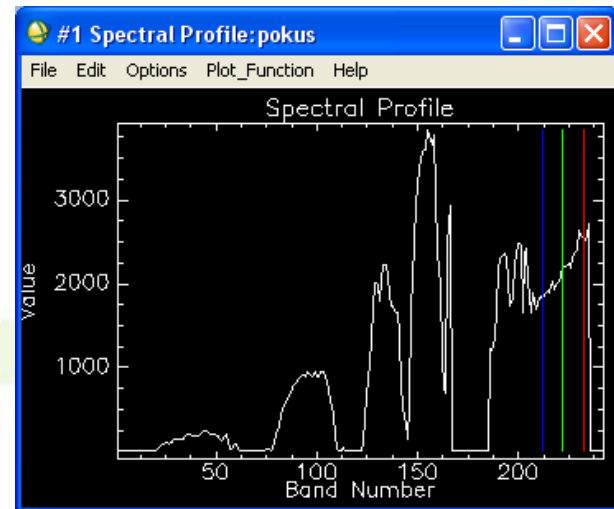 #1 Spectral Profile:pokus
File Edit Options Plot_Function Help
Spectral Profile
3000
2000
1000
Value
50 100 150 200
Band Number